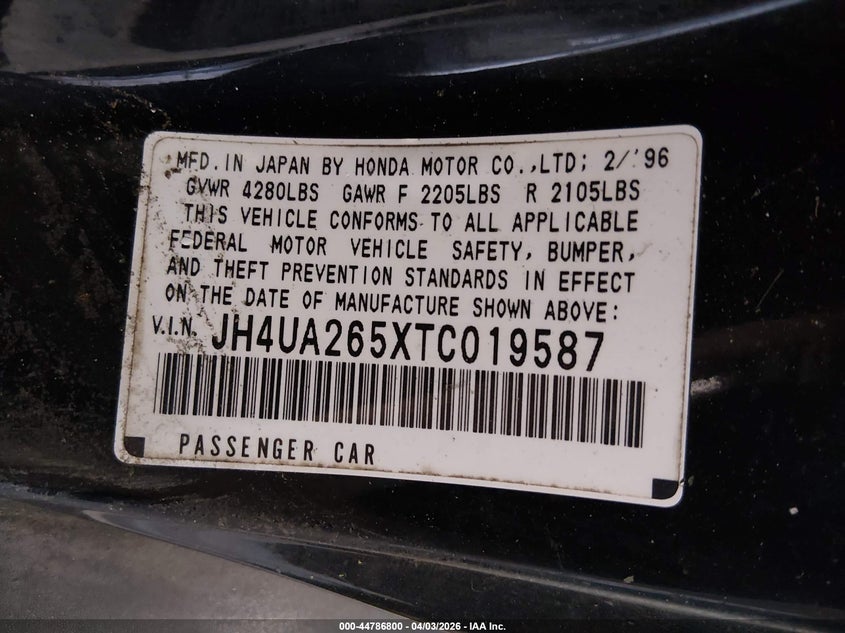 MFD. IN JAPAN BY HONDA MOTOR CO.,LTD; 2/'96
GVWR 4280LBS GAWR F 2205LBS R 2105LBS
THIS VEHICLE CONFORMS TO ALL APPLICABLE
FEDERAL MOTOR VEHICLE SAFETY, BUMPER,
AND THEFT PREVENTION STANDARDS IN EFFECT
ON THE DATE OF MANUFACTURE SHOWN ABOVE:
V.I.N. JH4UA265XTC019587
PASSENGER CAR
000-44786800 - 04/03/2026 - IAA Inc.